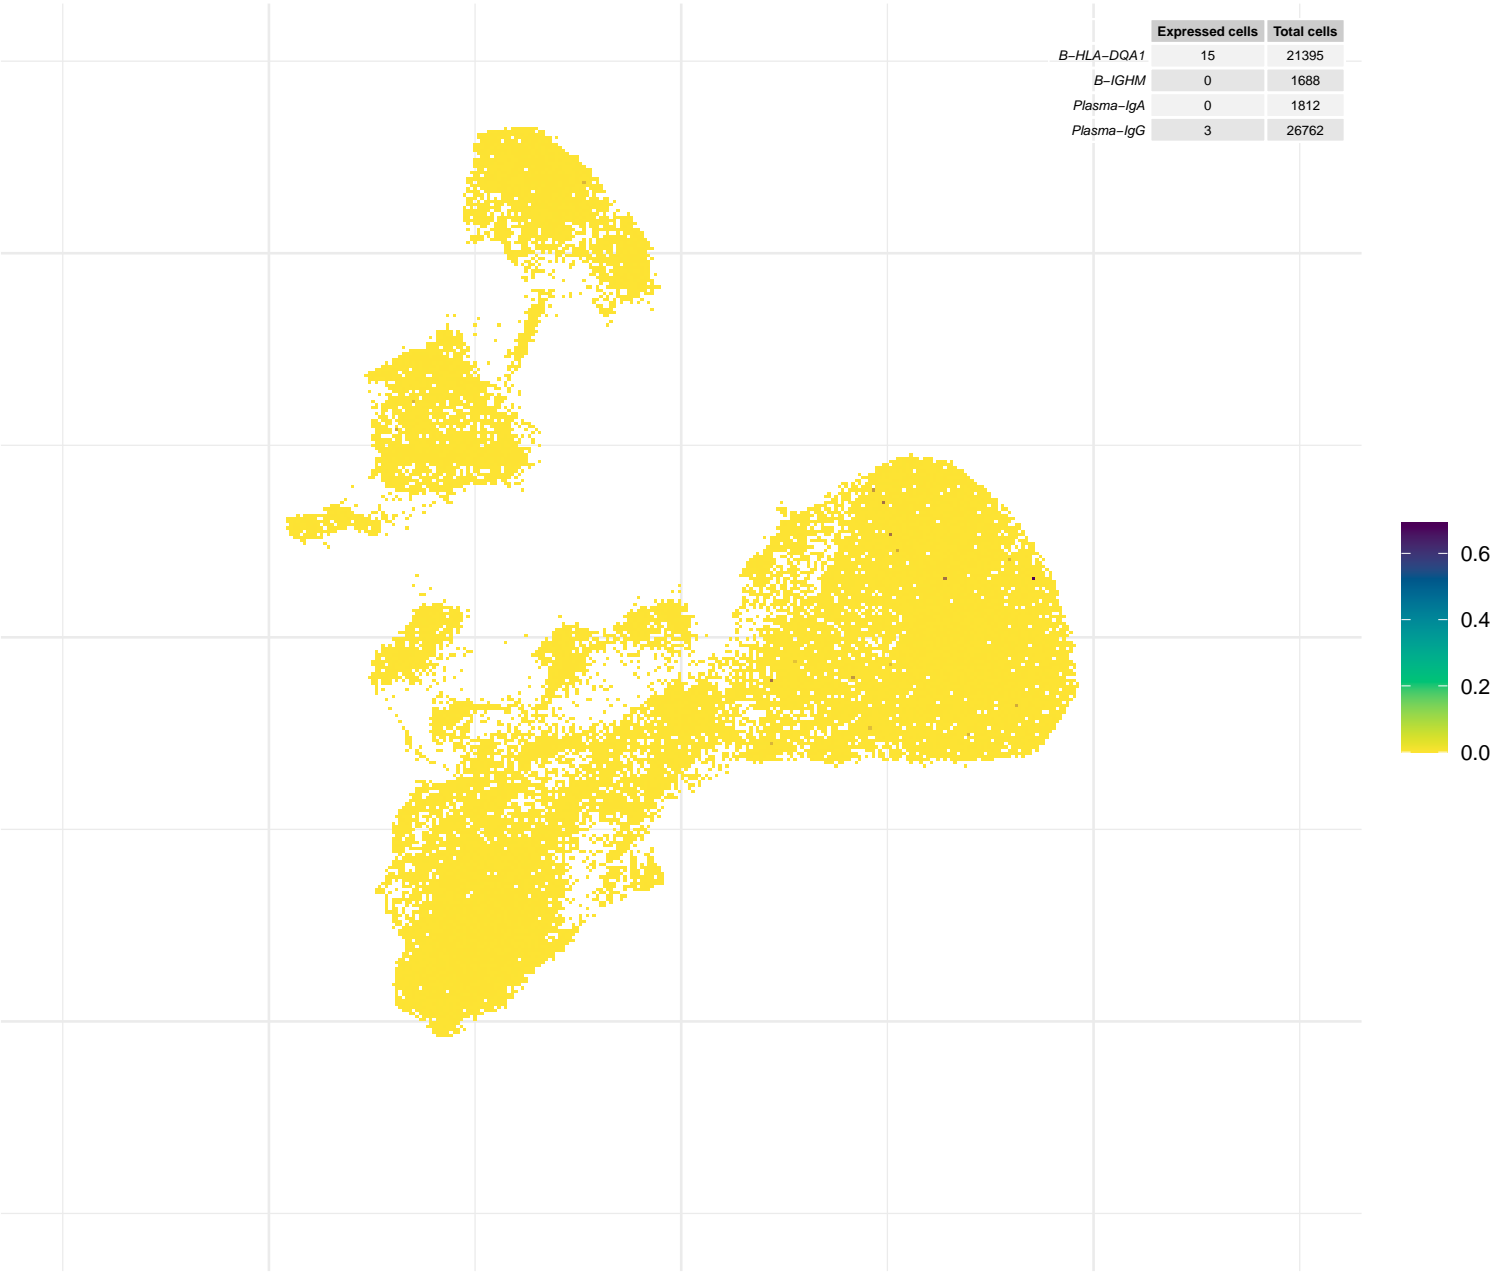 Expressed cells Total cells
B−HLA−DQA1 15 21395
B−IGHM 0 1688
Plasma−IgA 0 1812
Plasma−IgG 3 26762
0.6
0.4
0.2
0.0